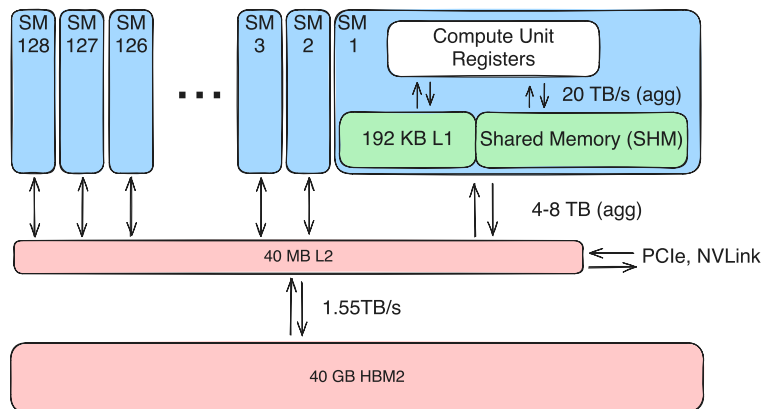 SM
128
SM
127
SM
126
...
SM
3
SM
2
SM
1
Compute Unit
Registers
20 TB/s (agg)
192 KB L1
Shared Memory (SHM)
4-8 TB (agg)
40 MB L2
PCIe, NVLink
1.55TB/s
40 GB HBM2